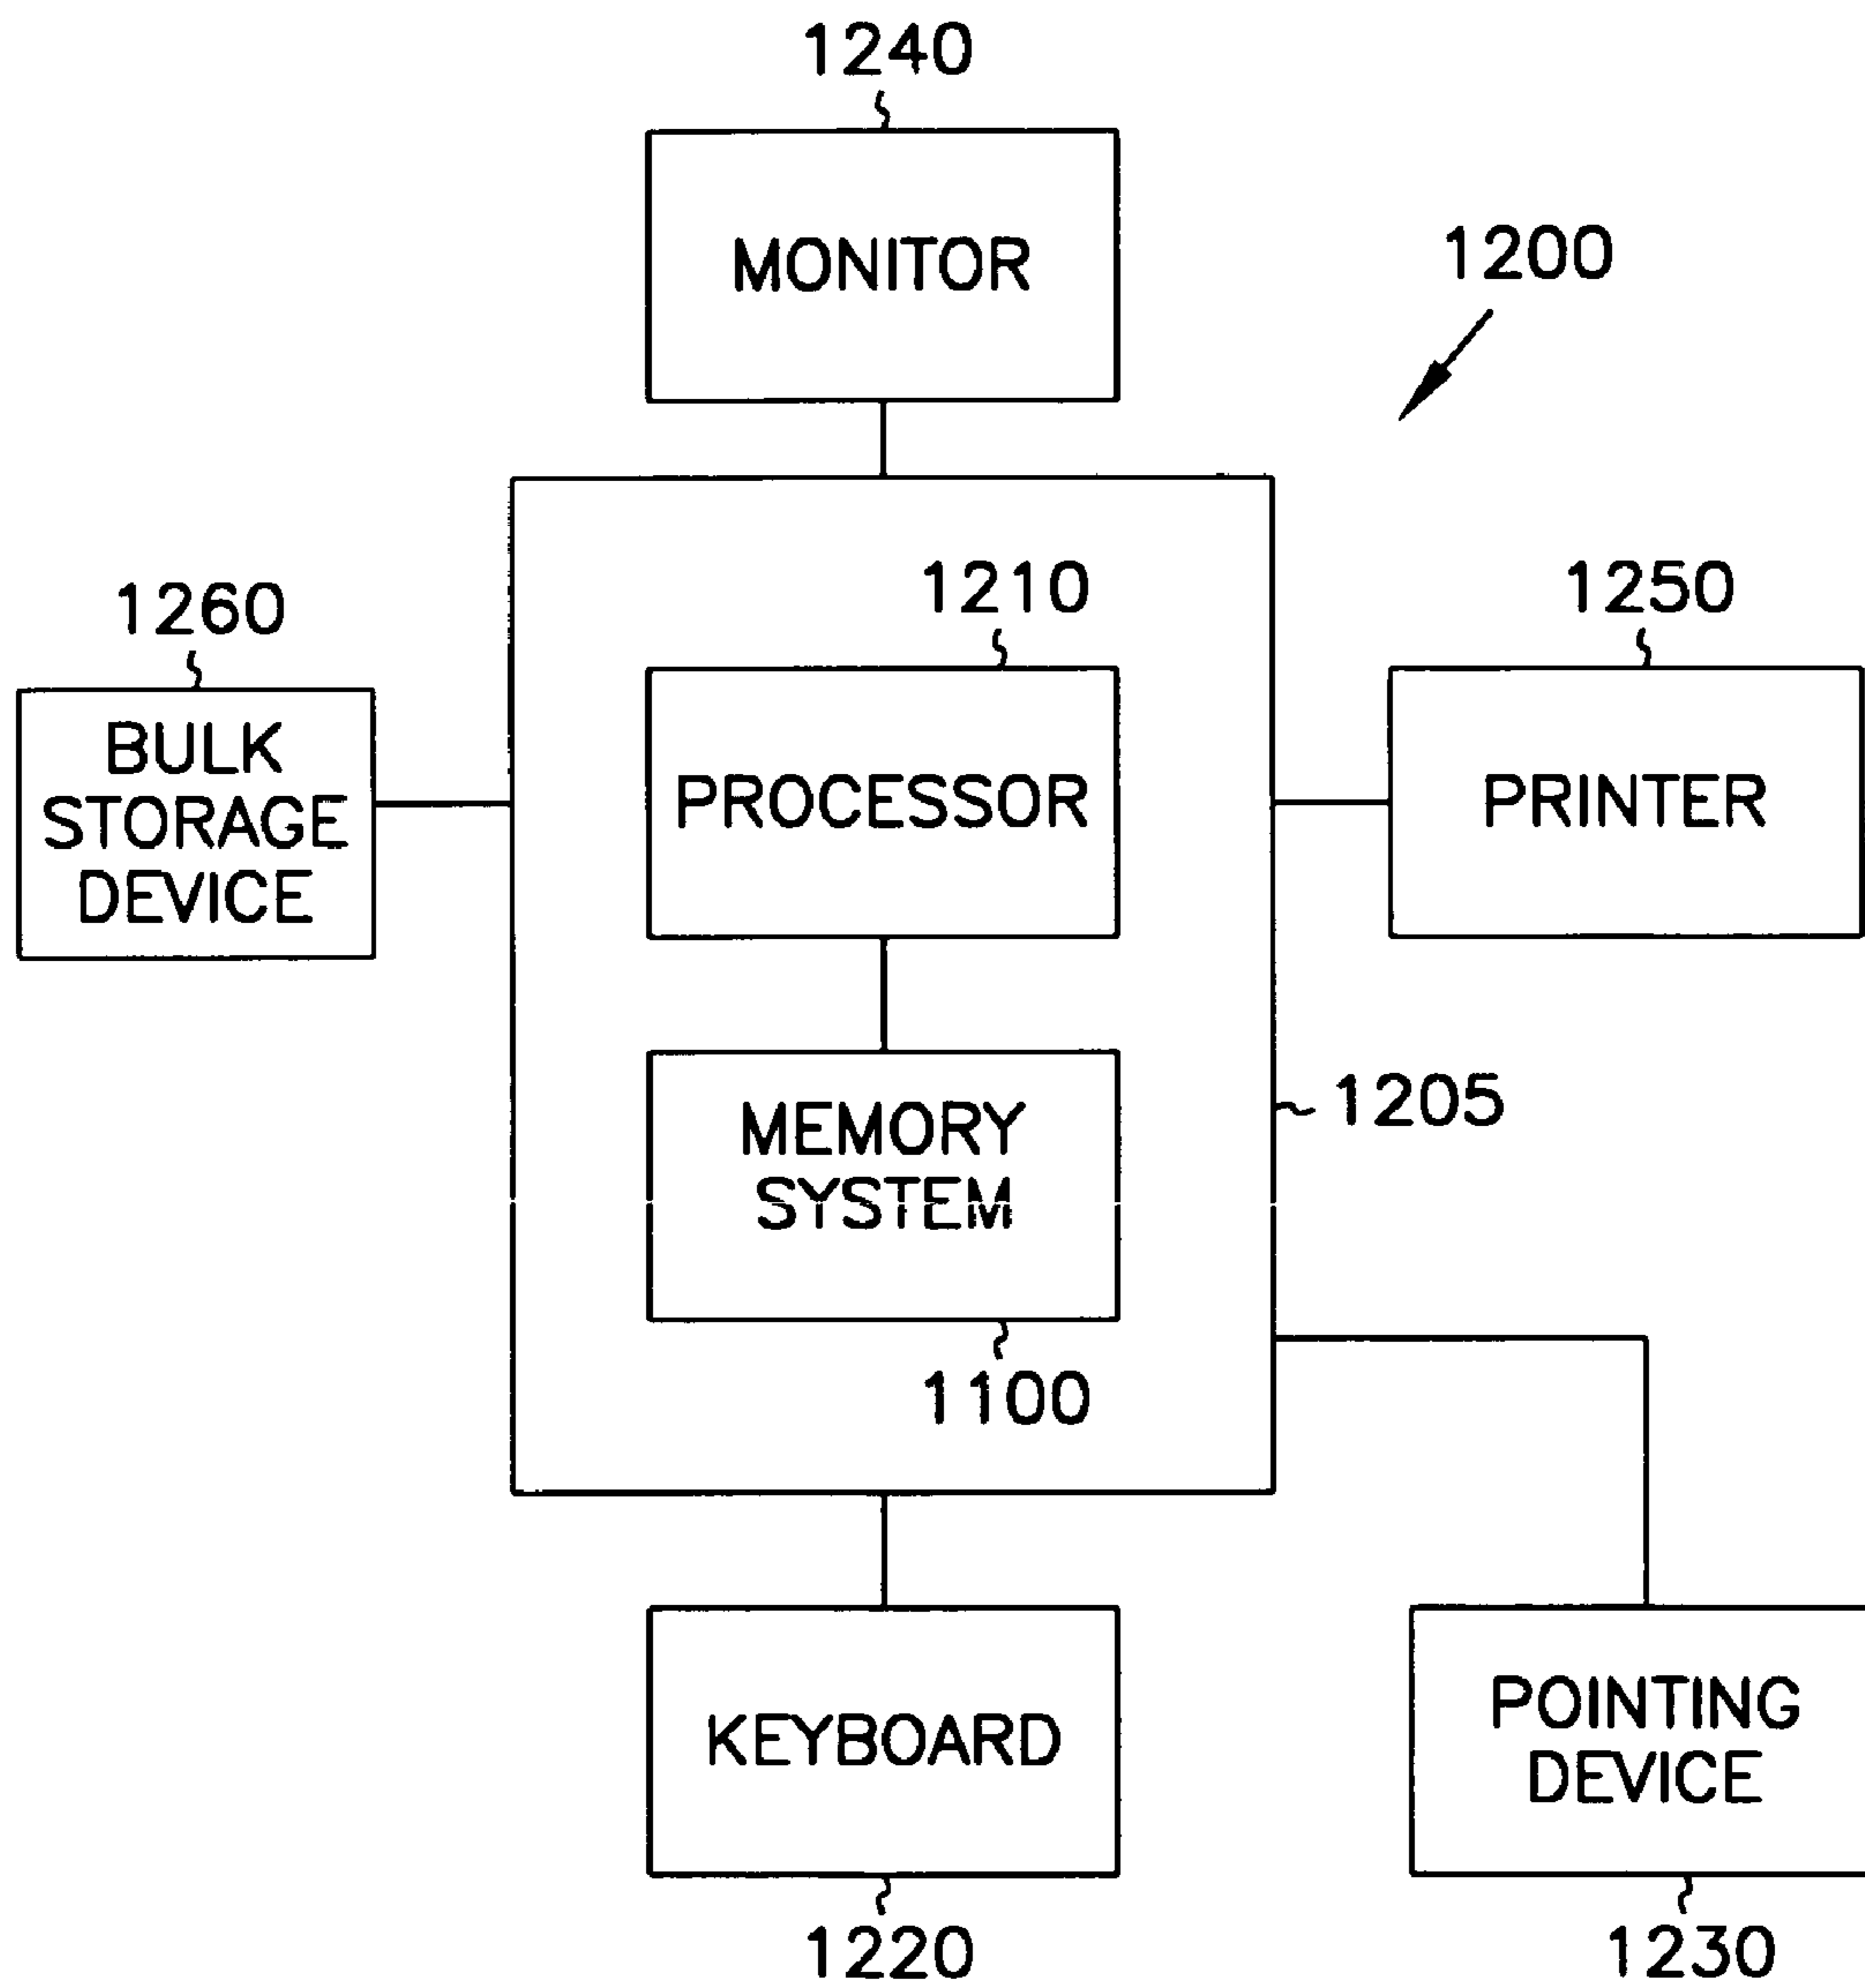 1240
MONITOR
1200
1210
1260
1250
BULK
STORAGE
DEVICE
PROCESSOR
PRINTER
MEMORY
SYSTEM
1205
1100
KEYBOARD
POINTING
DEVICE
1220
1230